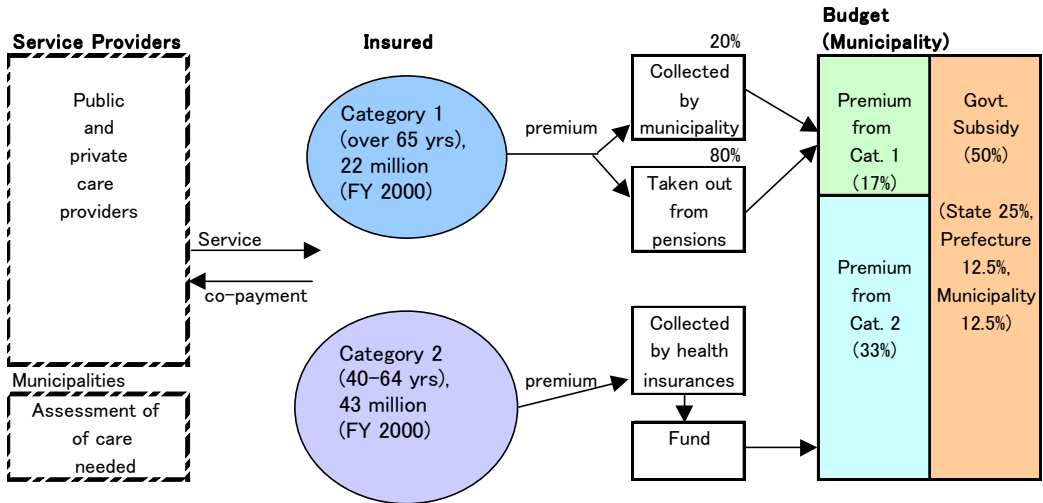 Service Providers
Public
and
private
care
providers
Service
co-payment
Municipalities
Assessment of
of care
needed
Insured
Category 1
(over 65 yrs),
22 million
(FY 2000)
premium
20%
Collected
by
municipality
80%
Taken out
from
pensions
Category 2
(40-64 yrs),
43 million
(FY 2000)
premium
Collected
by health
insurances
Fund
Budget
(Municipality)
Premium
from
Cat. 1
(17%)
Premium
from
Cat. 2
(33%)
Govt.
Subsidy
(50%)
(State 25%,
Prefecture
12.5%,
Municipality
12.5%)